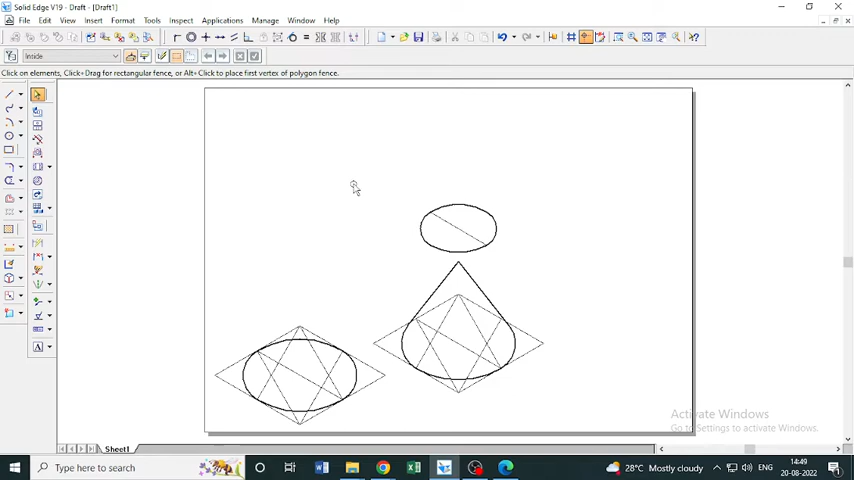 Solid Edge V19 - Draft - [Draft1]
File Edit View Insert Format Tools Inspect Applications Manage Window Help
Inside
Click on elements, Click+Drag for rectangular fence, or Alt+Click to place first vertex of polygon fence.
Activate Windows
Go to Settings to activate Windows.
Sheet1
Type here to search
28°C Mostly cloudy
ENG
14:49
20-08-2022